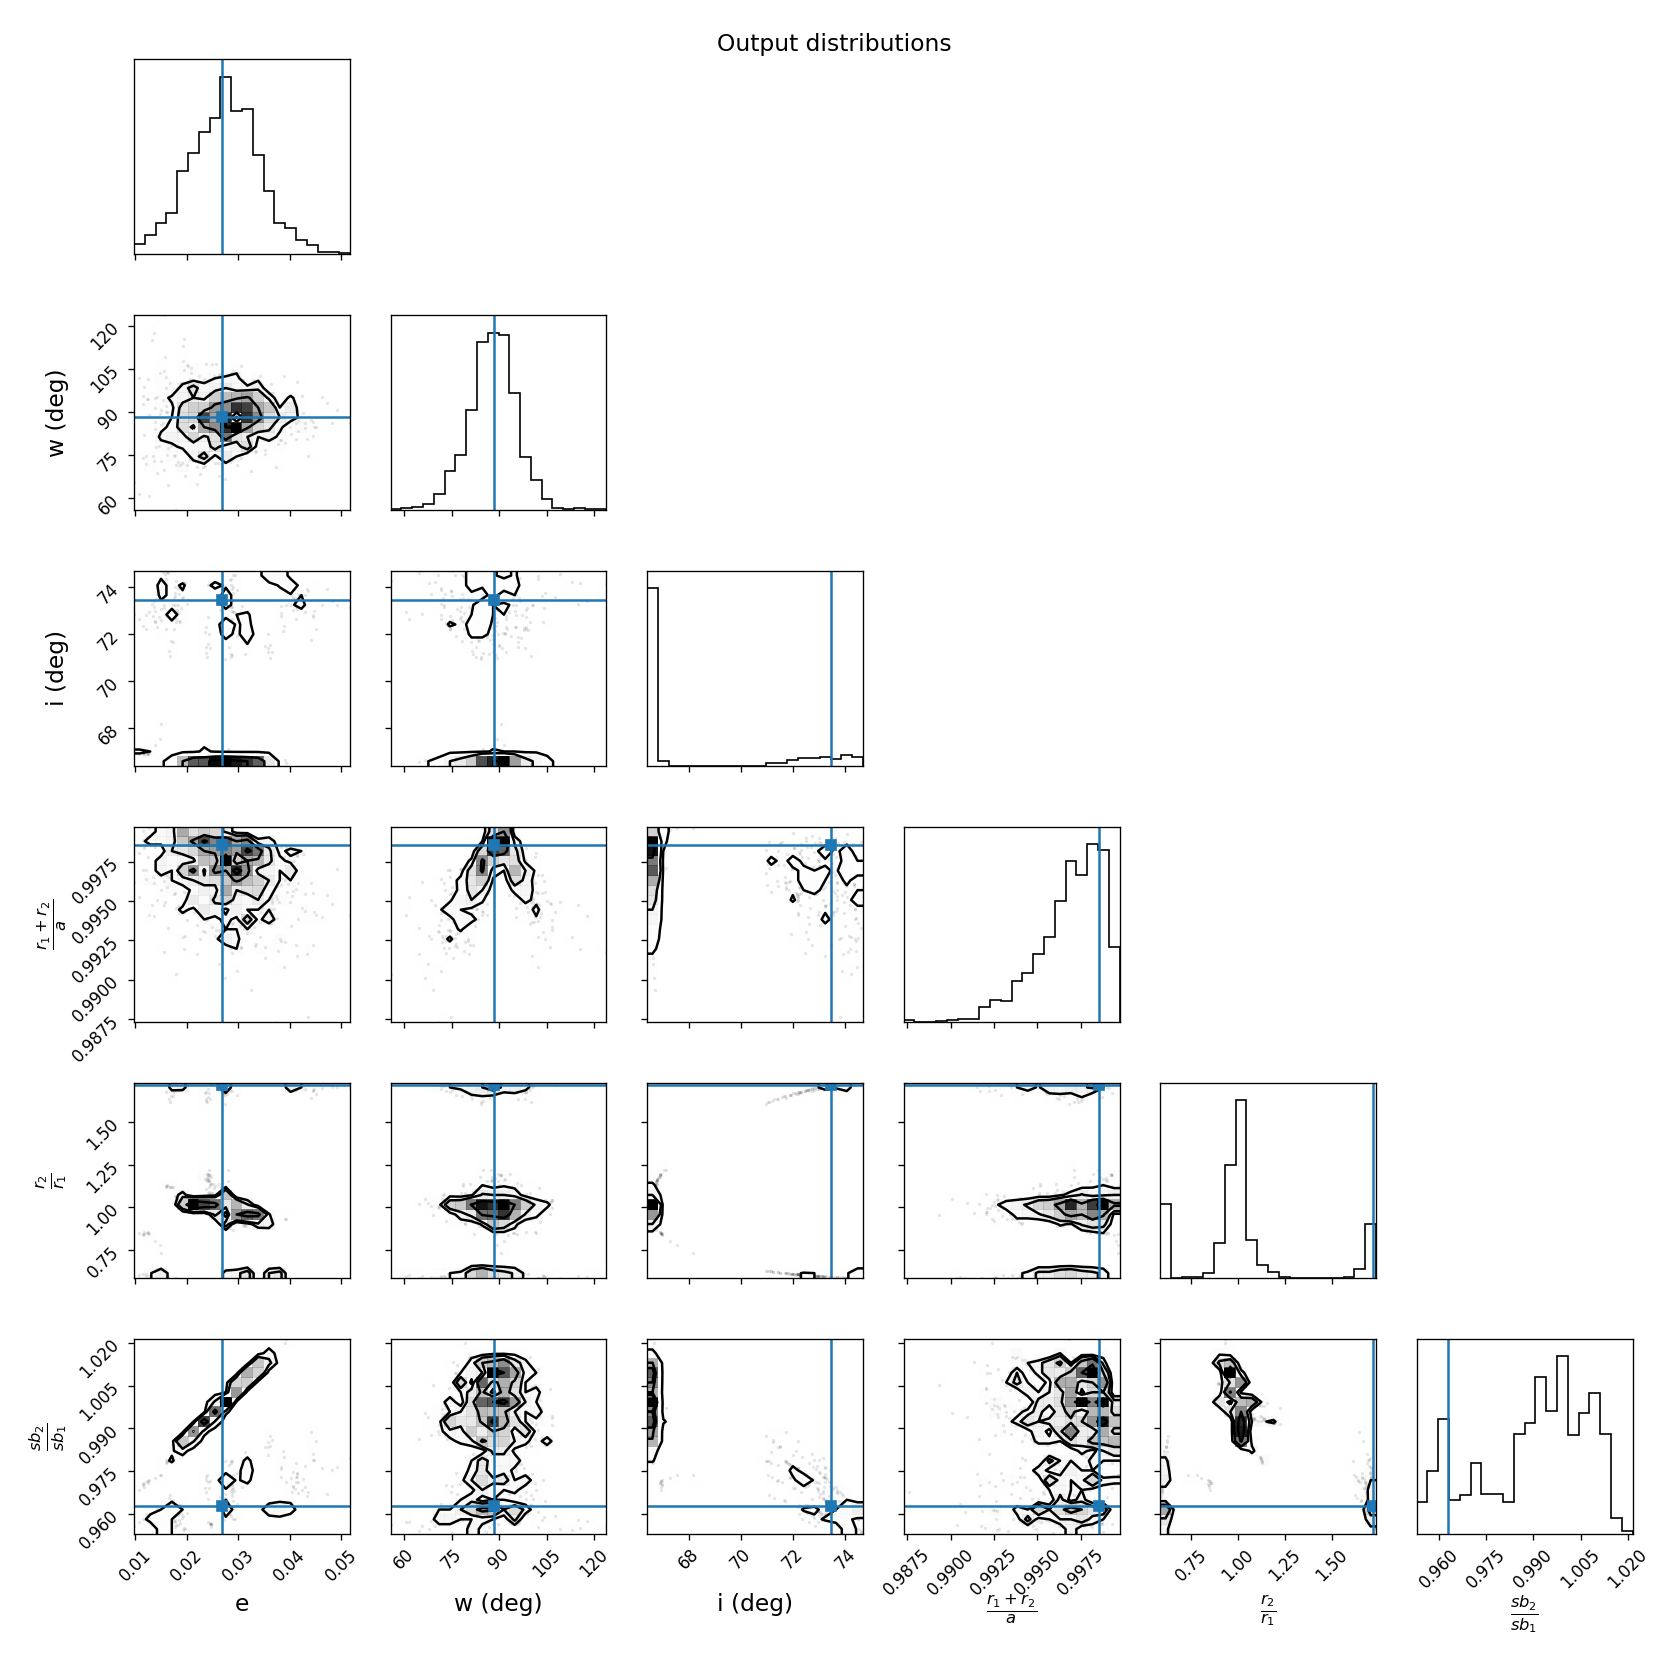 Output distributions
120
105
90
75
60
w (deg)
74
72
70
68
i (deg)
0.9975
0.9950
0.9925
0.9900
0.9875
r₁ + r₂
a
1.50
1.25
1.00
0.75
r₂
r₁
1.020
1.005
0.990
0.975
0.960
sb₂
sb₁
0.01 0.02 0.03 0.04 0.05
60 75 90 105 120
68 70 72 74
0.9875 0.9900 0.9925 0.9950 0.9975
0.75 1.00 1.25 1.50
0.960 0.975 0.990 1.005 1.020
e
w (deg)
i (deg)
r₁ + r₂
a
r₂
r₁
sb₂
sb₁